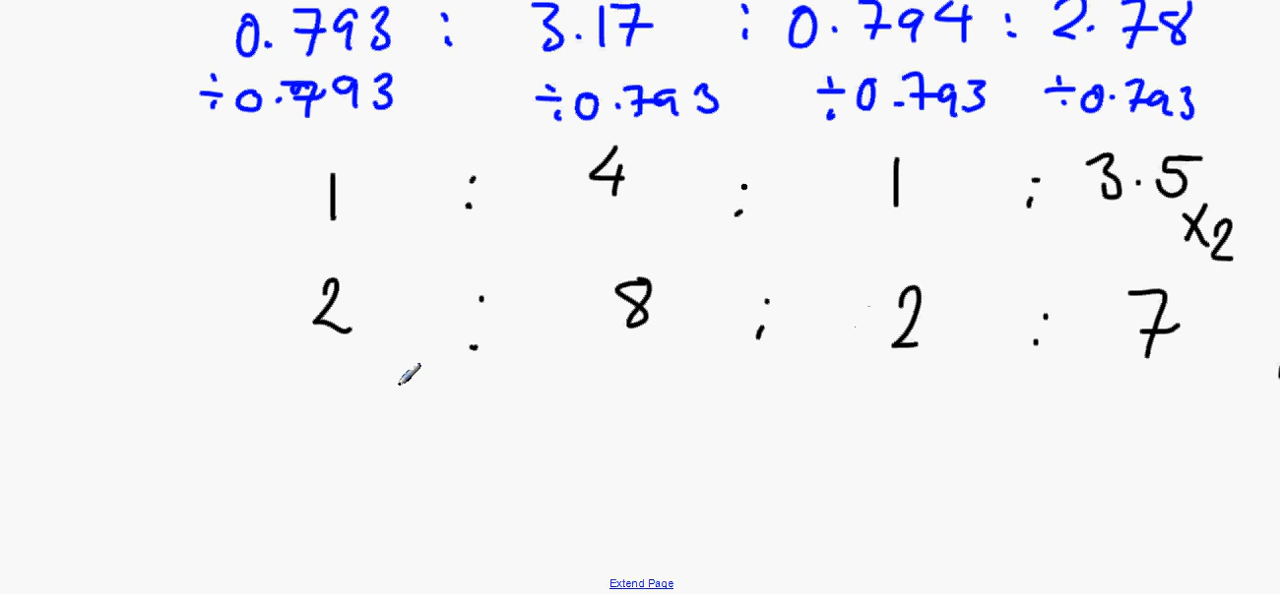 0.793 : 3.17 : 0.794 : 2.78
÷0.793 ÷0.793 ÷0.793 ÷0.793
1 : 4 : 1 : 3.5
×2
2 : 8 : 2 : 7
Extend Page